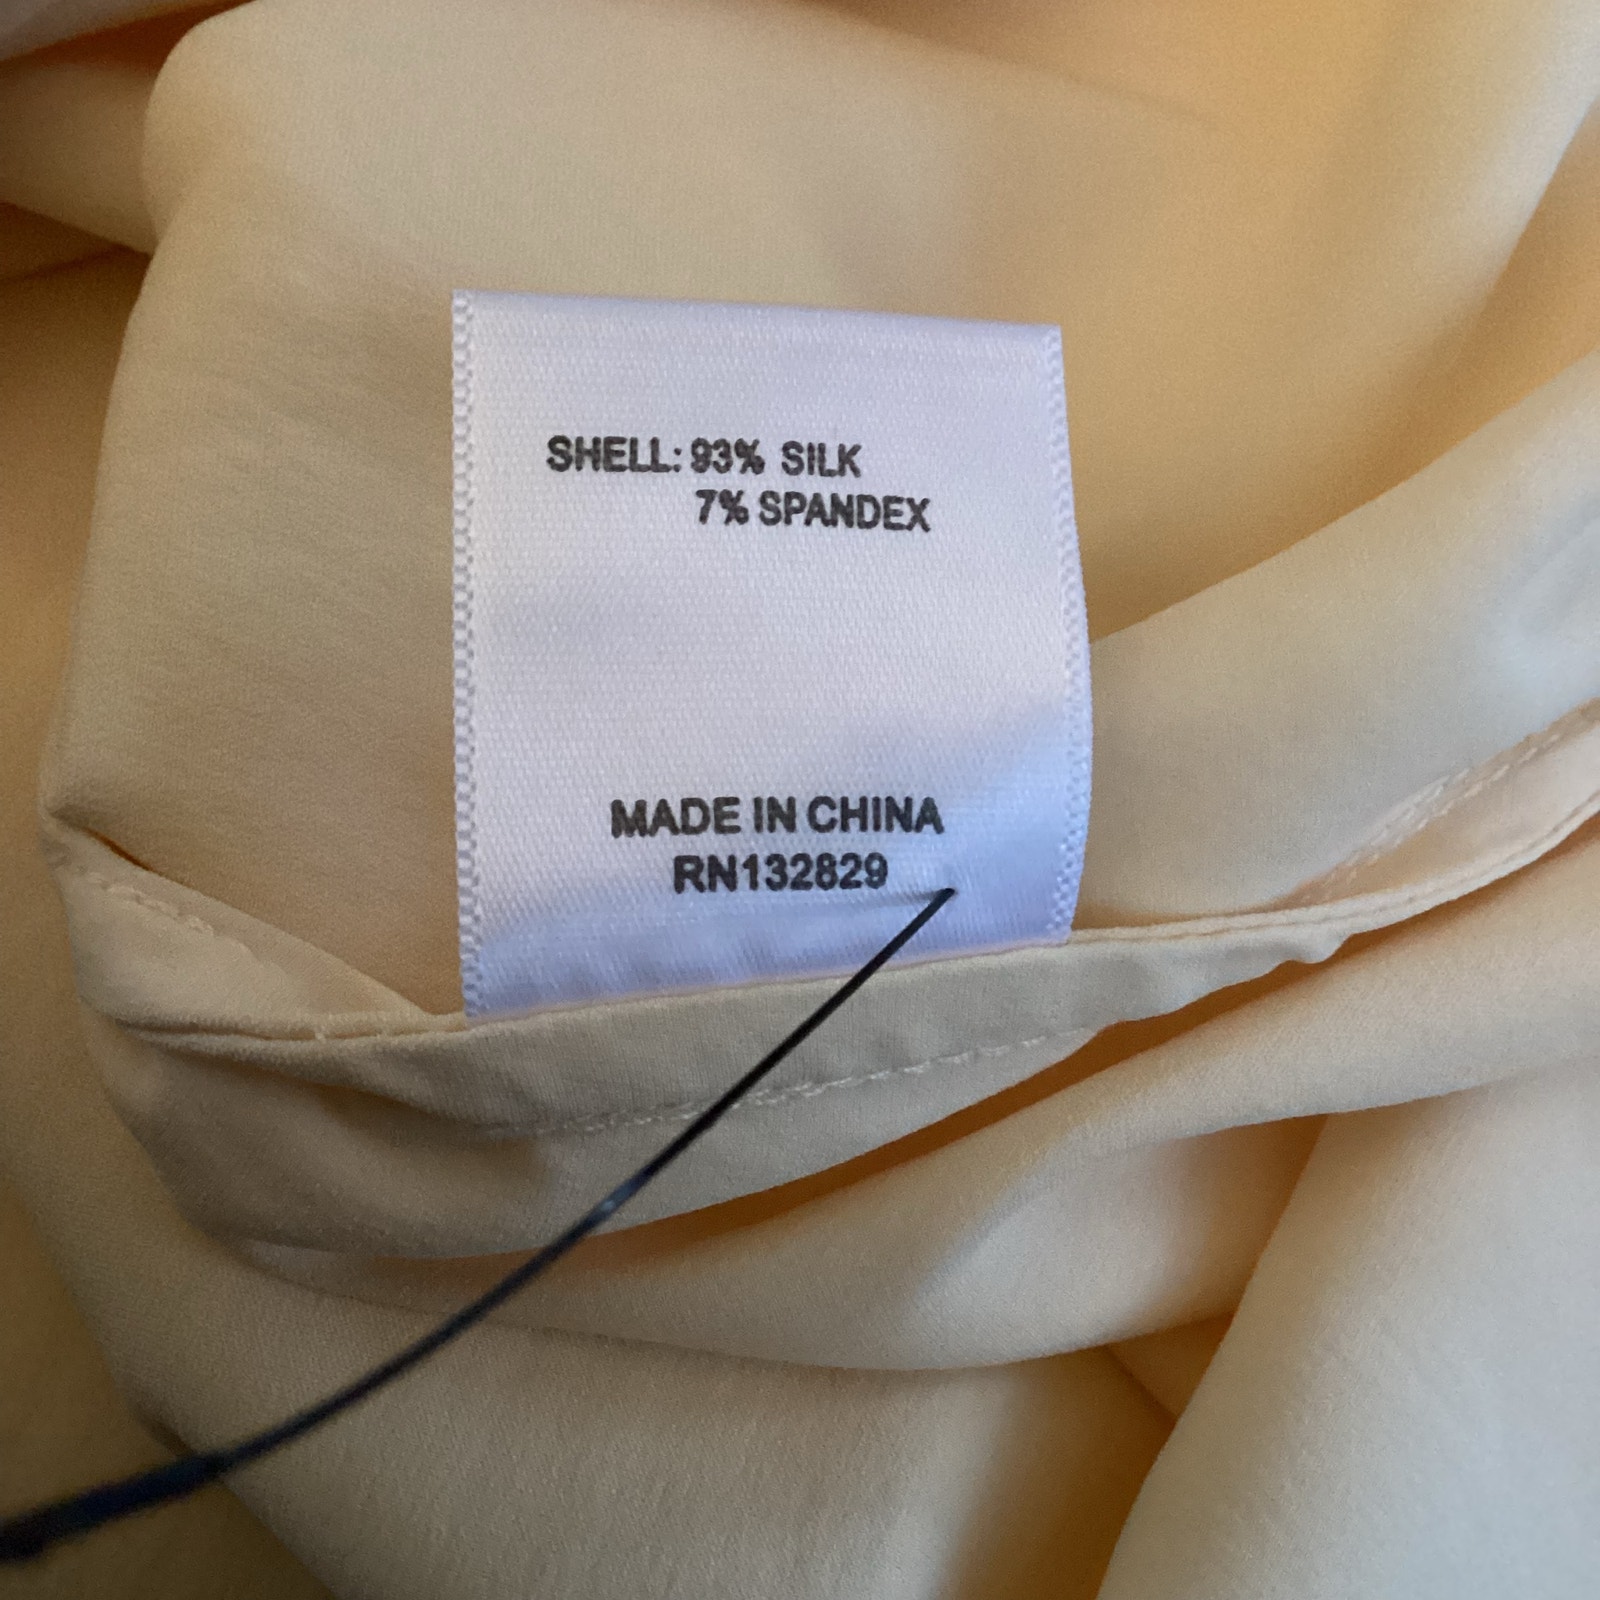 SHELL: 93% SILK
7% SPANDEX
MADE IN CHINA
RN132829